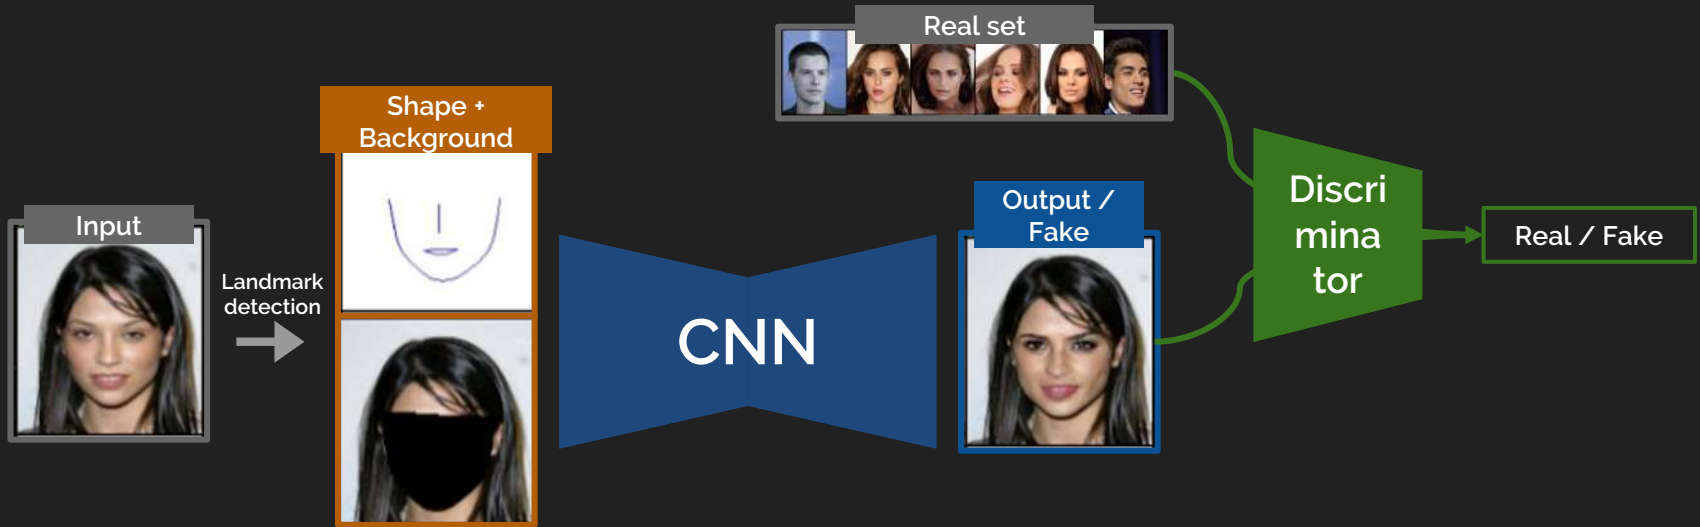 Input
Landmark
detection
Shape +
Background
CNN
Real set
Output /
Fake
Discri
mina
tor
Real / Fake